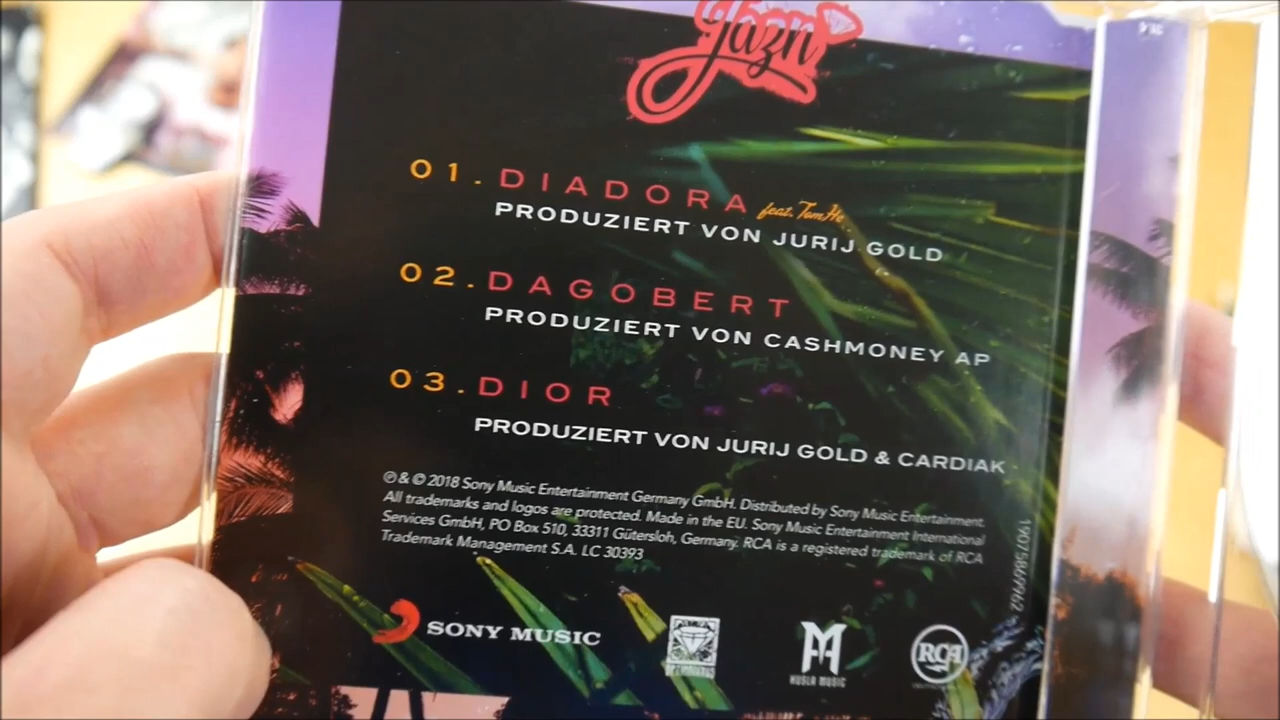 Jazn
01. DIADORA feat. TomHe
PRODUZIERT VON JURIJ GOLD
02. DAGOBERT
PRODUZIERT VON CASHMONEY AP
03. DIOR
PRODUZIERT VON JURIJ GOLD & CARDIAK
℗ & © 2018 Sony Music Entertainment Germany GmbH. Distributed by Sony Music Entertainment.
All trademarks and logos are protected. Made in the EU. Sony Music Entertainment International
Services GmbH, PO Box 510, 33311 Gütersloh, Germany. RCA is a registered trademark of RCA
Trademark Management S.A. LC 30393
19075869962
SONY MUSIC
HUSLA MUSIC
RCA